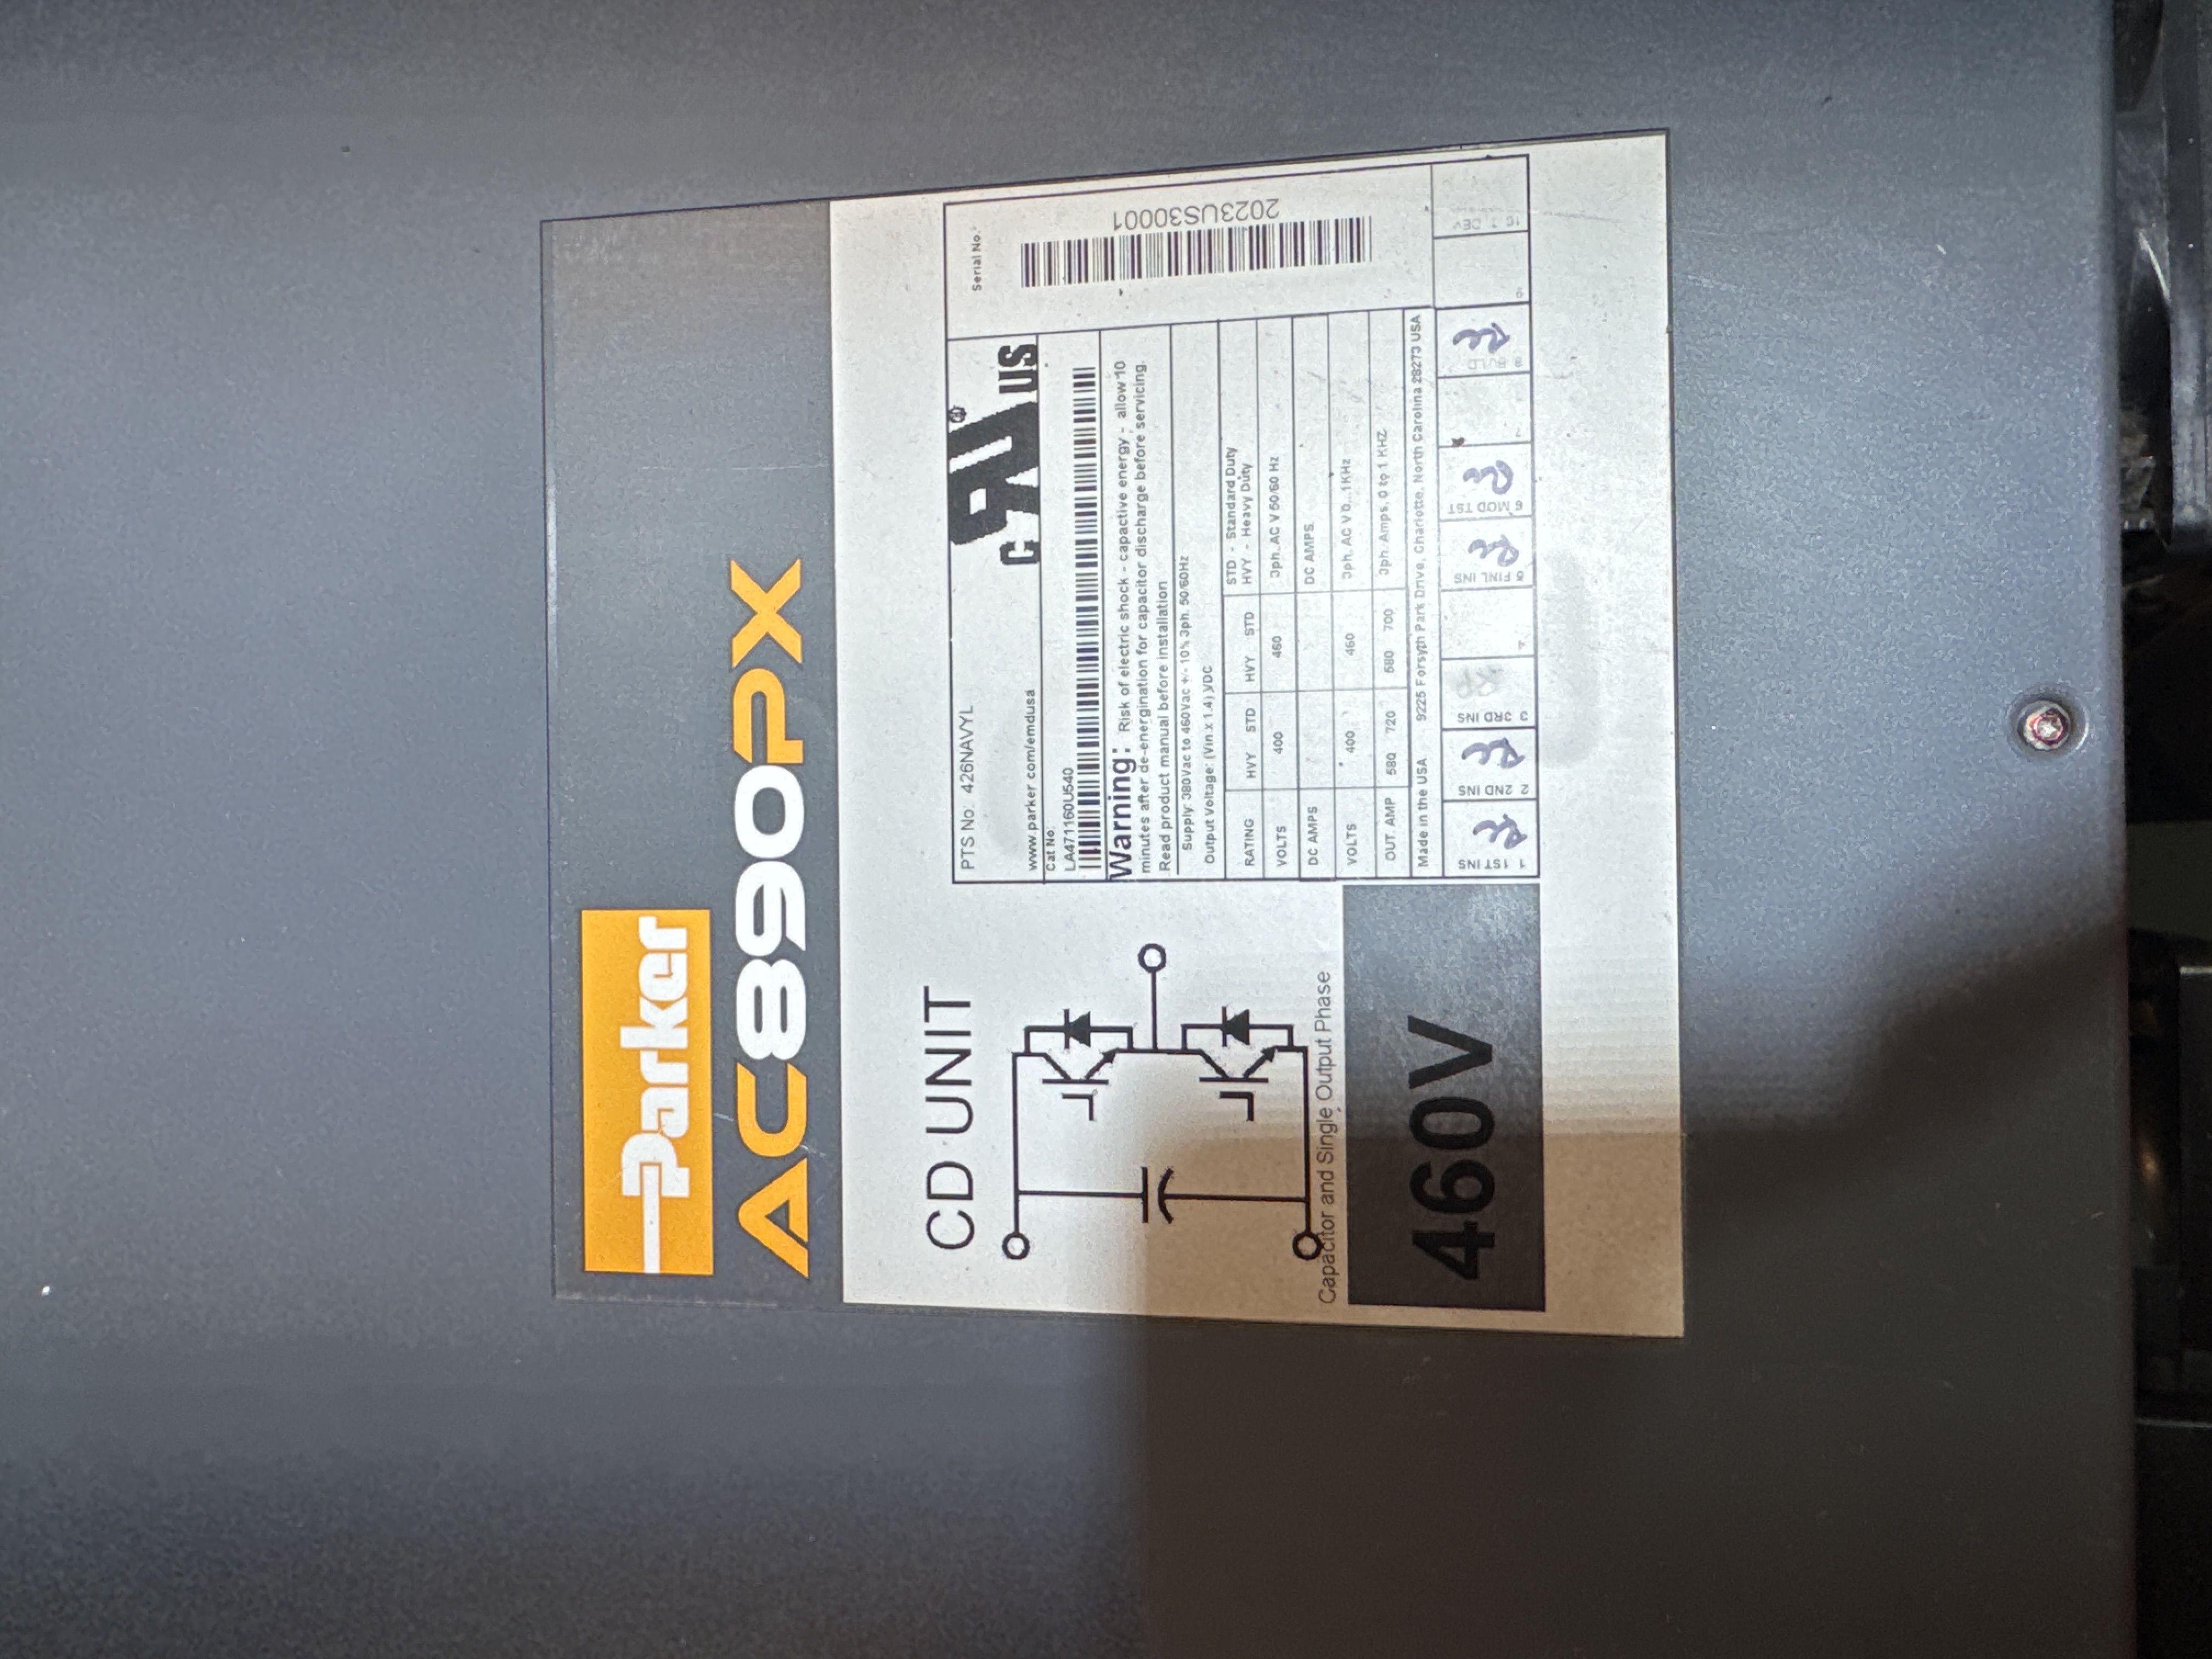 Parker
AC890PX
CD UNIT
Capacitor and Single Output Phase
460V
PTS No: 426NAVYL
www.parker.com/emdusa
c RU US
®
Cat No:
LA471160U540
Warning: Risk of electric shock - capactive energy - allow 10
minutes after de-energination for capacitor discharge before servicing.
Read product manual before installation
Supply: 380Vac to 460Vac +- 10% 3ph. 50/60Hz
Output Voltage: (Vin x 1.4) VDC
RATING HVY STD HVY STD STD - Standard Duty
HVY - Heavy Duty
VOLTS 400 460 3ph. AC V 50/60 Hz
DC AMPS DC AMPS
VOLTS 400 460 3ph. AC V 0...1KHz
OUT. AMP 580 720 580 700 3ph. Amps, 0 to 1 KHZ
Made in the USA 9225 Forsyth Park Drive, Charlotte, North Carolina 28273 USA
1 1ST INS
2 2ND INS
3 3RD INS
4
5 FINL INS
6 MOD TST
7
8 BUILD
Serial No.
2023US30001